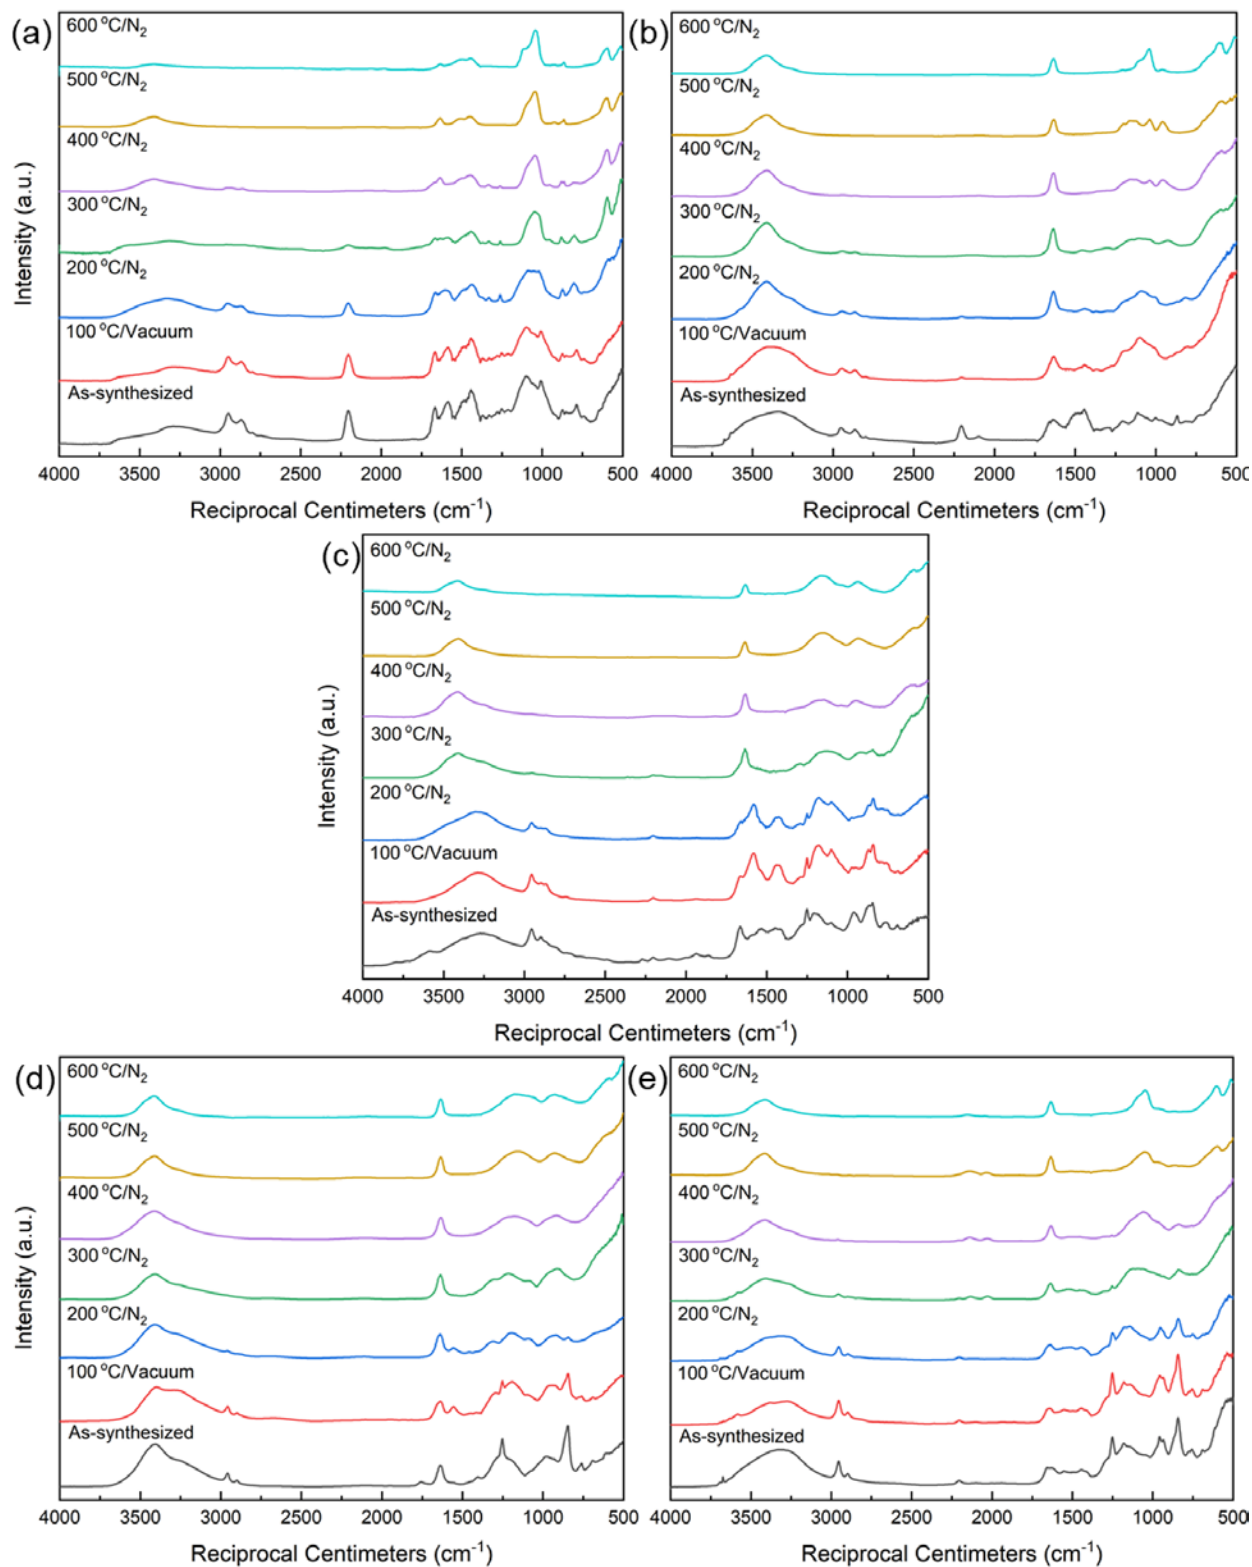 (a)
600 °C/N₂
500 °C/N₂
400 °C/N₂
300 °C/N₂
200 °C/N₂
100 °C/Vacuum
As-synthesized
Intensity (a.u.)
4000 3500 3000 2500 2000 1500 1000 500
Reciprocal Centimeters (cm⁻¹)
(b)
600 °C/N₂
500 °C/N₂
400 °C/N₂
300 °C/N₂
200 °C/N₂
100 °C/Vacuum
As-synthesized
4000 3500 3000 2500 2000 1500 1000 500
Reciprocal Centimeters (cm⁻¹)
(c)
600 °C/N₂
500 °C/N₂
400 °C/N₂
300 °C/N₂
200 °C/N₂
100 °C/Vacuum
As-synthesized
Intensity (a.u.)
4000 3500 3000 2500 2000 1500 1000 500
Reciprocal Centimeters (cm⁻¹)
(d)
600 °C/N₂
500 °C/N₂
400 °C/N₂
300 °C/N₂
200 °C/N₂
100 °C/Vacuum
As-synthesized
Intensity (a.u.)
4000 3500 3000 2500 2000 1500 1000 500
Reciprocal Centimeters (cm⁻¹)
(e)
600 °C/N₂
500 °C/N₂
400 °C/N₂
300 °C/N₂
200 °C/N₂
100 °C/Vacuum
As-synthesized
4000 3500 3000 2500 2000 1500 1000 500
Reciprocal Centimeters (cm⁻¹)